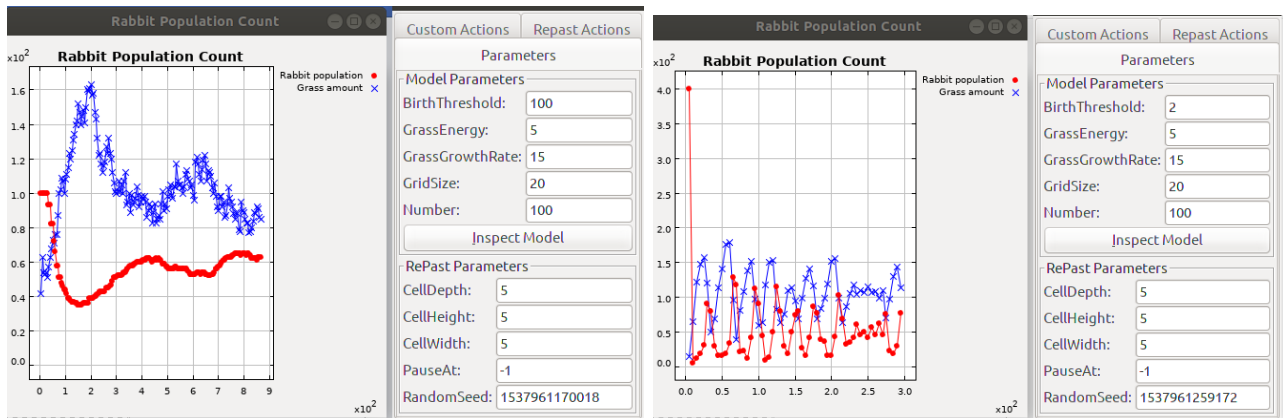 Rabbit Population Count
Rabbit Population Count
x10²
Rabbit population
Grass amount
1.6
1.4
1.2
1.0
0.8
0.6
0.4
0.2
0.0
0 1 2 3 4 5 6 7 8 9
x10²
Custom Actions Repast Actions
Parameters
Model Parameters
BirthThreshold: 100
GrassEnergy: 5
GrassGrowthRate: 15
GridSize: 20
Number: 100
Inspect Model
RePast Parameters
CellDepth: 5
CellHeight: 5
CellWidth: 5
PauseAt: -1
RandomSeed: 1537961170018
Rabbit Population Count
Rabbit Population Count
x10²
Rabbit population
Grass amount
4.0
3.5
3.0
2.5
2.0
1.5
1.0
0.5
0.0
0.0 0.5 1.0 1.5 2.0 2.5 3.0
x10²
Custom Actions Repast Actions
Parameters
Model Parameters
BirthThreshold: 2
GrassEnergy: 5
GrassGrowthRate: 15
GridSize: 20
Number: 100
Inspect Model
RePast Parameters
CellDepth: 5
CellHeight: 5
CellWidth: 5
PauseAt: -1
RandomSeed: 1537961259172